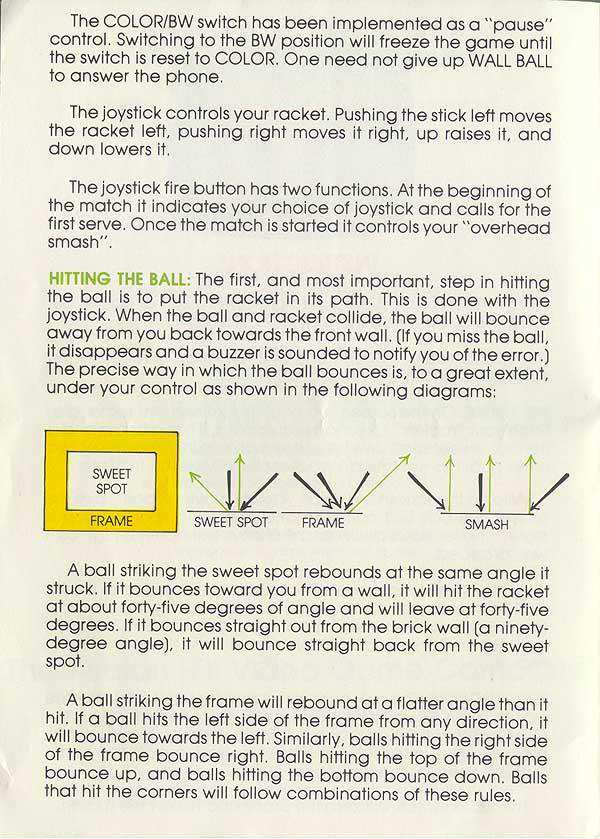 The COLOR/BW switch has been implemented as a "pause"
control. Switching to the BW position will freeze the game until
the switch is reset to COLOR. One need not give up WALL BALL
to answer the phone.
The joystick controls your racket. Pushing the stick left moves
the racket left, pushing right moves it right, up raises it, and
down lowers it.
The joystick fire button has two functions. At the beginning of
the match it indicates your choice of joystick and calls for the
first serve. Once the match is started it controls your "overhead
smash".
HITTING THE BALL: The first, and most important, step in hitting
the ball is to put the racket in its path. This is done with the
joystick. When the ball and racket collide, the ball will bounce
away from you back towards the front wall. (If you miss the ball,
it disappears and a buzzer is sounded to notify you of the error.)
The precise way in which the ball bounces is, to a great extent,
under your control as shown in the following diagrams:
SWEET
SPOT
FRAME
SWEET SPOT
FRAME
SMASH
A ball striking the sweet spot rebounds at the same angle it
struck. If it bounces toward you from a wall, it will hit the racket
at about forty-five degrees of angle and will leave at forty-five
degrees. If it bounces straight out from the brick wall (a ninety-
degree angle), it will bounce straight back from the sweet
spot.
A ball striking the frame will rebound at a flatter angle than it
hit. If a ball hits the left side of the frame from any direction, it
will bounce towards the left. Similarly, balls hitting the right side
of the frame bounce right. Balls hitting the top of the frame
bounce up, and balls hitting the bottom bounce down. Balls
that hit the corners will follow combinations of these rules.